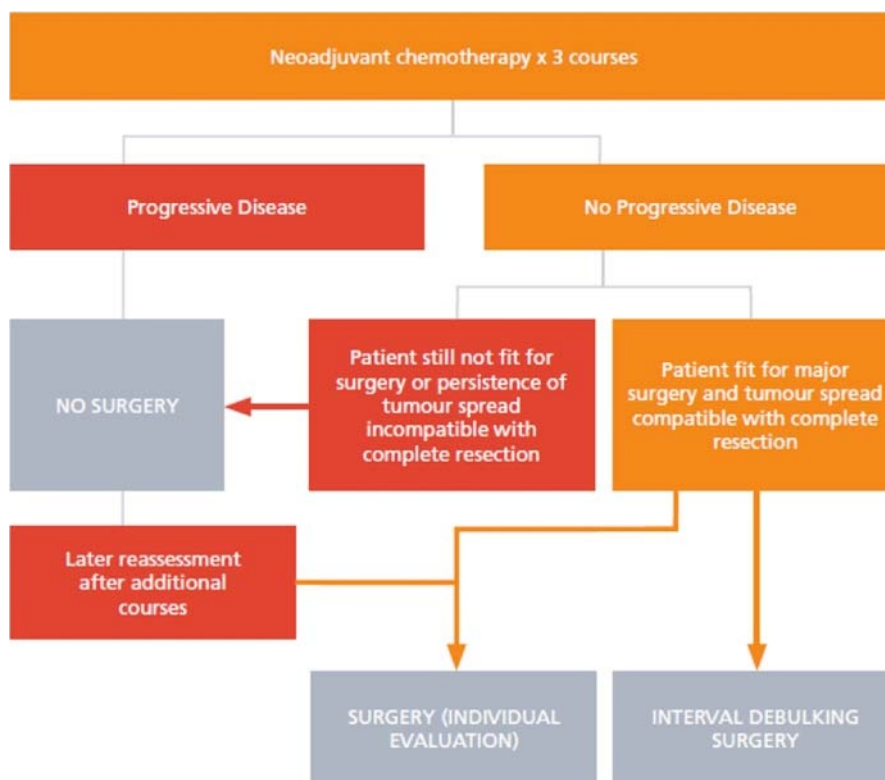 Neoadjuvant chemotherapy x 3 courses
Progressive Disease
No Progressive Disease
NO SURGERY
Patient still not fit for
surgery or persistence of
tumour spread
incompatible with
complete resection
Patient fit for major
surgery and tumour spread
compatible with complete
resection
Later reassessment
after additional
courses
SURGERY (INDIVIDUAL
EVALUATION)
INTERVAL DEBULKING
SURGERY